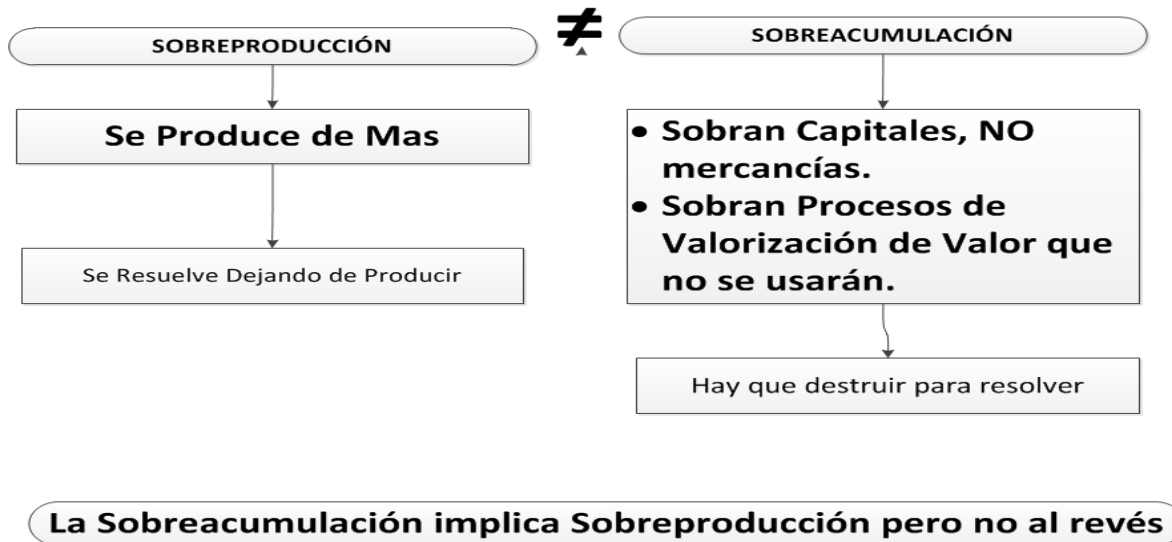 SOBREPRODUCCIÓN
Se Produce de Mas
Se Resuelve Dejando de Producir
≠
SOBREACUMULACIÓN
• Sobran Capitales, NO
mercancías.
• Sobran Procesos de
Valorización de Valor que
no se usarán.
Hay que destruir para resolver
La Sobreacumulación implica Sobreproducción pero no al revés